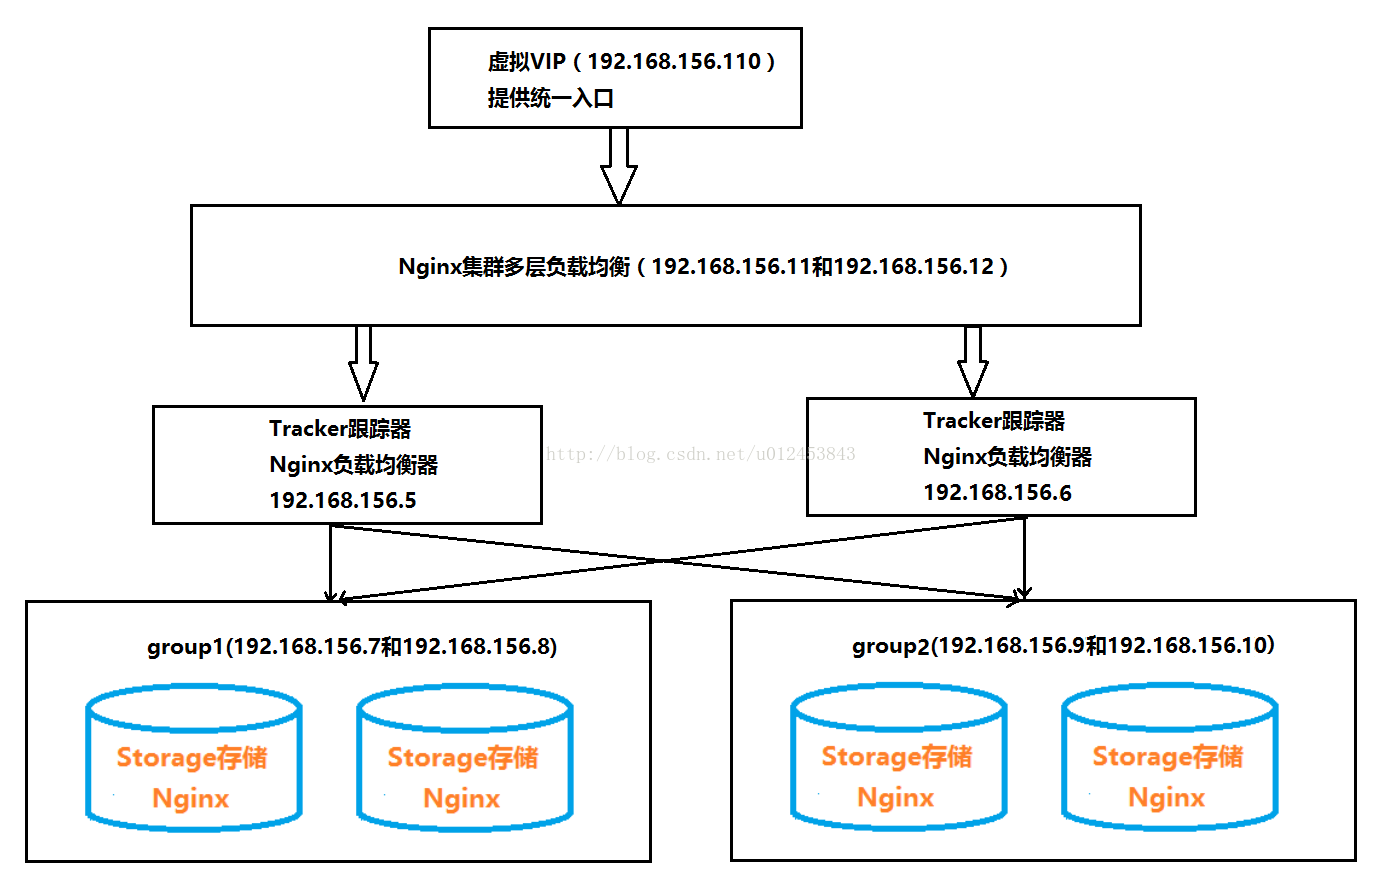 虚拟VIP（192.168.156.110）
提供统一入口
Nginx集群多层负载均衡（192.168.156.11和192.168.156.12）
Tracker跟踪器
Nginx负载均衡器
192.168.156.5
Tracker跟踪器
Nginx负载均衡器
192.168.156.6
http://blog.csdn.net/u012453843
group1(192.168.156.7和192.168.156.8)
Storage存储
Nginx
Storage存储
Nginx
group2(192.168.156.9和192.168.156.10)
Storage存储
Nginx
Storage存储
Nginx